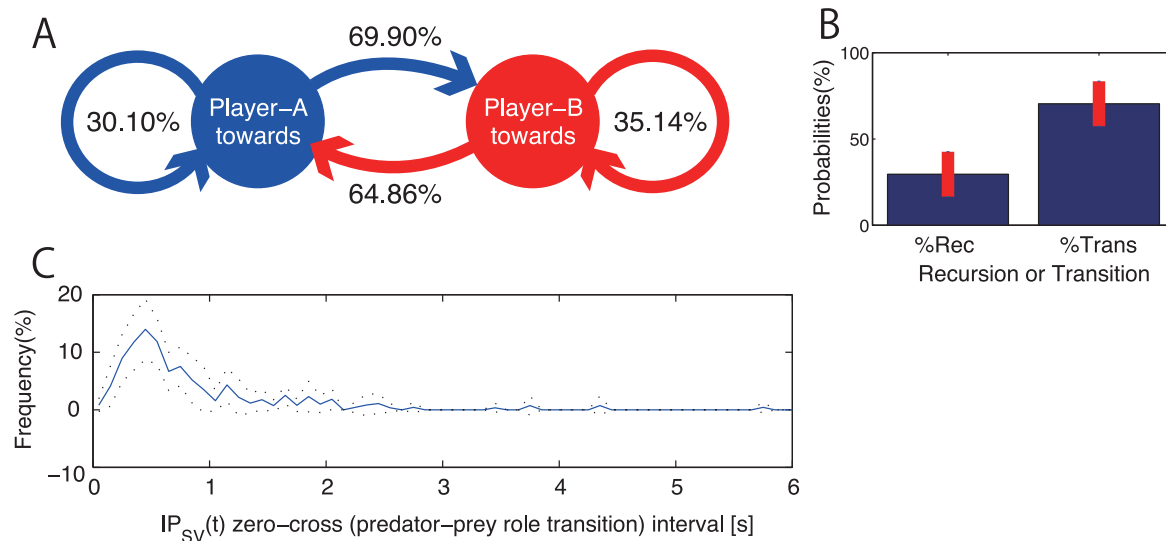 A
69.90%
Player–A
towards
30.10%
Player–B
towards
35.14%
64.86%
B
100
50
0
Probabilities(%)
%Rec
%Trans
Recursion or Transition
C
20
10
0
−10
Frequency(%)
0
1
2
3
4
5
6
IP_SV(t) zero–cross (predator–prey role transition) interval [s]